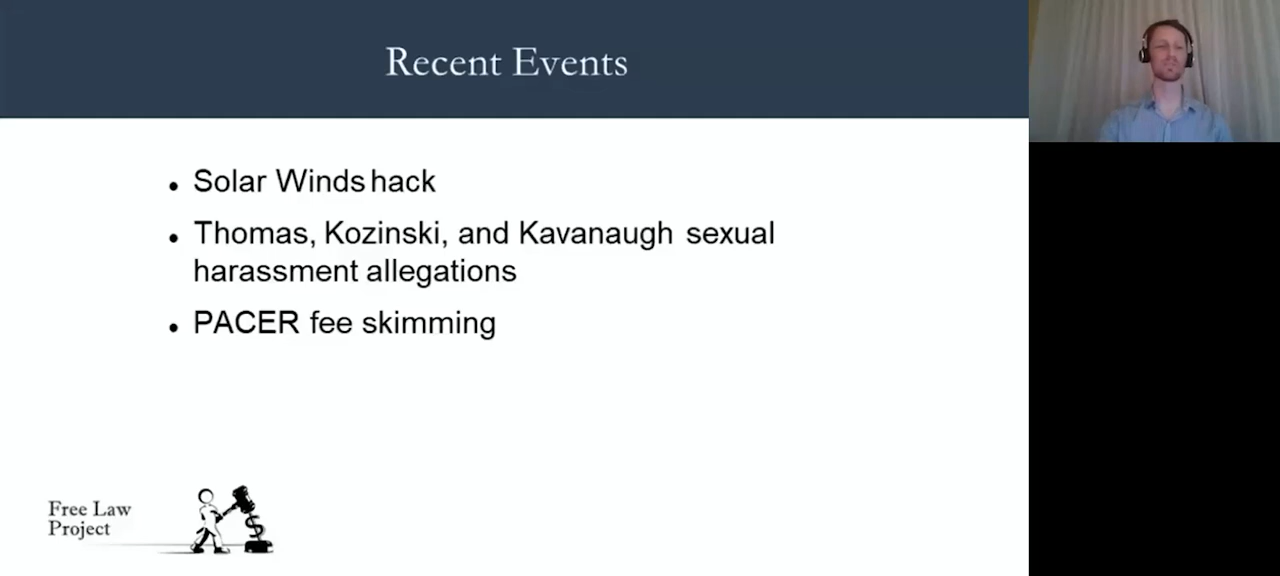 Recent Events
• Solar Winds hack
• Thomas, Kozinski, and Kavanaugh sexual
harassment allegations
• PACER fee skimming
Free Law
Project